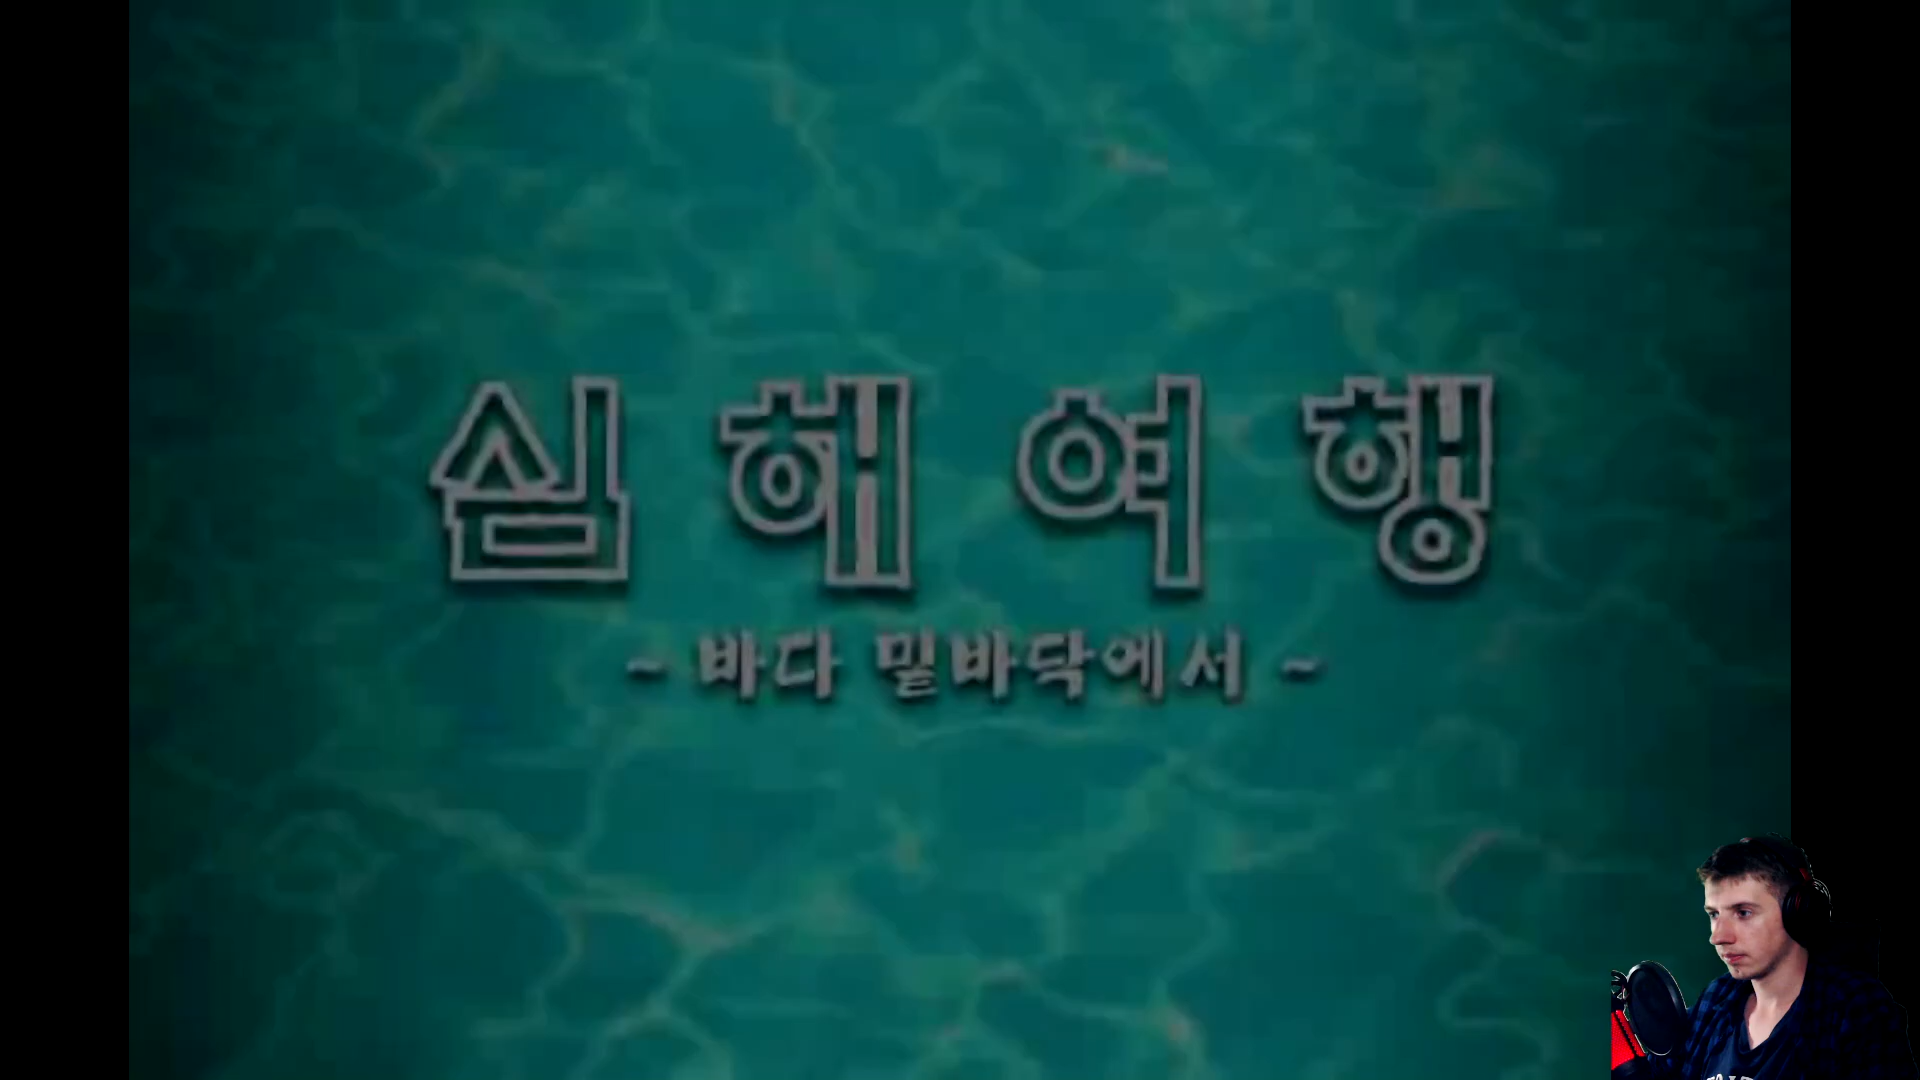 심해여행
~ 바다 밑바닥에서 ~